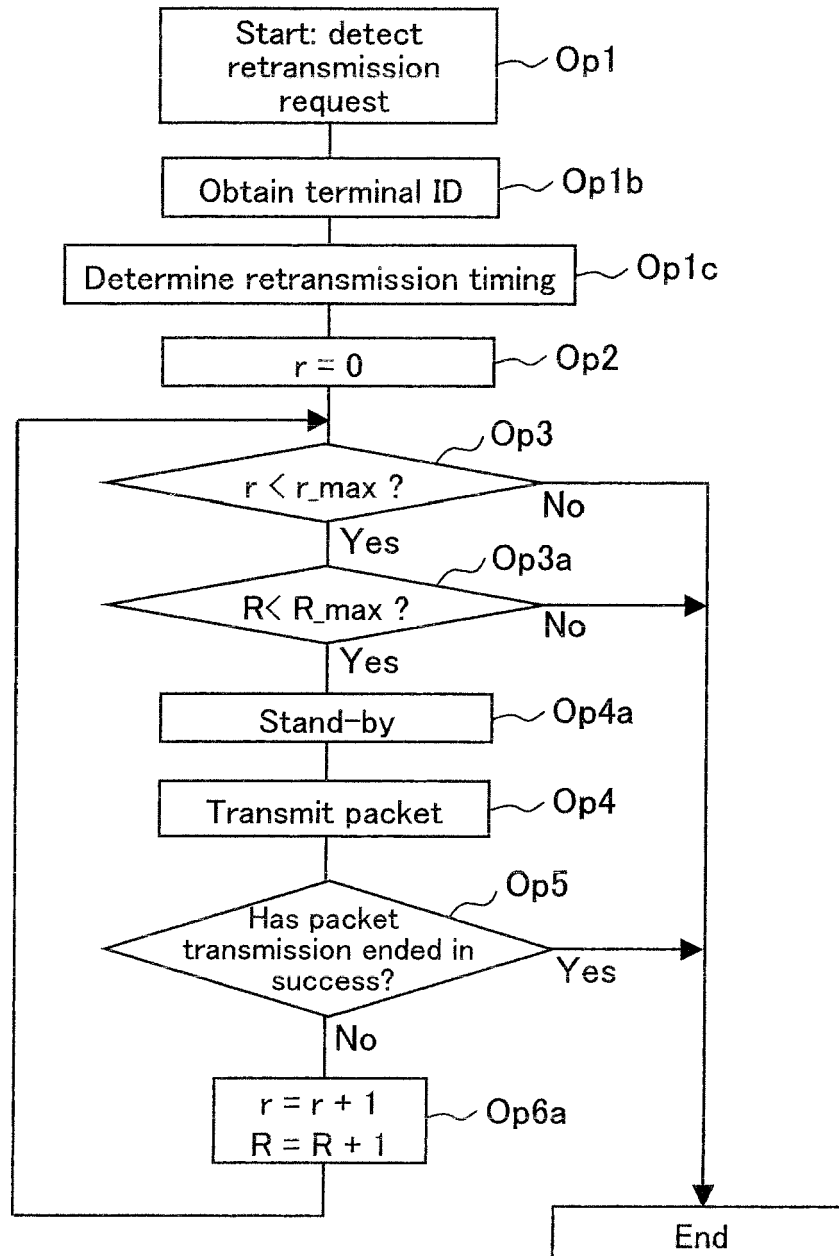 Start: detect
retransmission
request
Op1
Obtain terminal ID
Op1b
Determine retransmission timing
Op1c
r = 0
Op2
Op3
r < r_max ?
No
Yes
Op3a
R< R_max ?
No
Yes
Stand-by
Op4a
Transmit packet
Op4
Op5
Has packet
transmission ended in
success?
Yes
No
r = r + 1
R = R + 1
Op6a
End